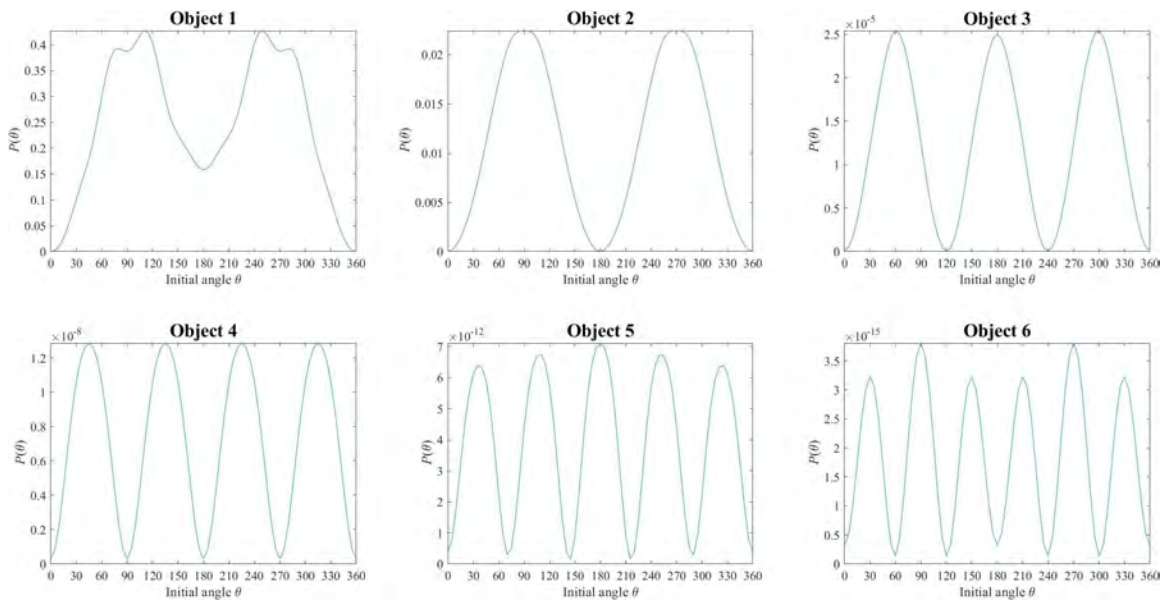 Object 1
0.4
0.35
0.3
0.25
0.2
0.15
0.1
0.05
0
P(θ)
0 30 60 90 120 150 180 210 240 270 300 330 360
Initial angle θ
Object 2
0.02
0.015
0.01
0.005
0
P(θ)
0 30 60 90 120 150 180 210 240 270 300 330 360
Initial angle θ
Object 3
×10-5
2.5
2
1.5
1
0.5
0
P(θ)
0 30 60 90 120 150 180 210 240 270 300 330 360
Initial angle θ
Object 4
×10-8
1.2
1
0.8
0.6
0.4
0.2
0
P(θ)
0 30 60 90 120 150 180 210 240 270 300 330 360
Initial angle θ
Object 5
×10-12
7
6
5
4
3
2
1
0
P(θ)
0 30 60 90 120 150 180 210 240 270 300 330 360
Initial angle θ
Object 6
×10-15
3.5
3
2.5
2
1.5
1
0.5
0
P(θ)
0 30 60 90 120 150 180 210 240 270 300 330 360
Initial angle θ